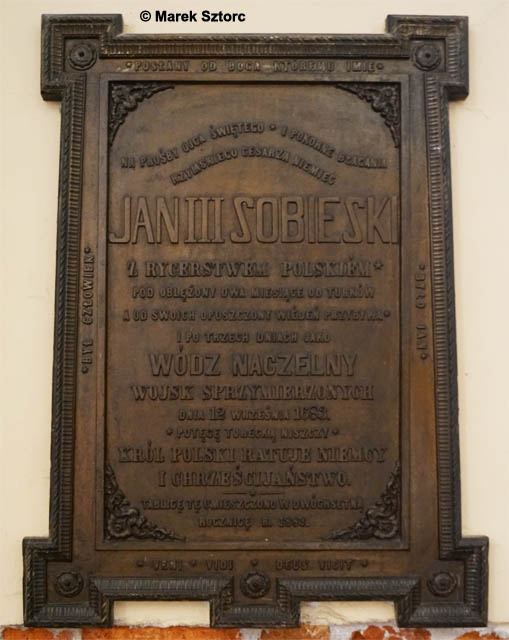 © Marek Sztorc
*POSŁANY OD BOGA KTÓREMU IMIĘ*
*BYŁ CZŁOWIEK*
NA PROŚBY OJCA ŚWIĘTEGO * I POKORNE BŁAGANIA
RZYMSKIEGO CESARZA NIEMIEC
JAN III SOBIESKI
Z RYCERSTWEM POLSKIÉM*
POD OBLĘŻONY DWA MIESIĄCE OD TURKÓW
A OD SWOICH OPUSZCZONY WIEDEŃ PRZYBYWA*
I PO TRZECH DNIACH JAKO
WÓDZ NACZELNY
WOJSK SPRZYMIERZONYCH
DNIA 12 WRZEŚNIA 1683.
*POTĘGĘ TURECKĄ NISZCZY*
KRÓL POLSKI RATUJE NIEMCY
I CHRZEŚCIJAŃSTWO.
TABLICĘ TĘ UMIESZCZONO W DWÓCHSETNĄ
ROCZNICĘ R. 1883.
*BYŁO JAN*
*VENI * VIDI * DEUS VICIT*